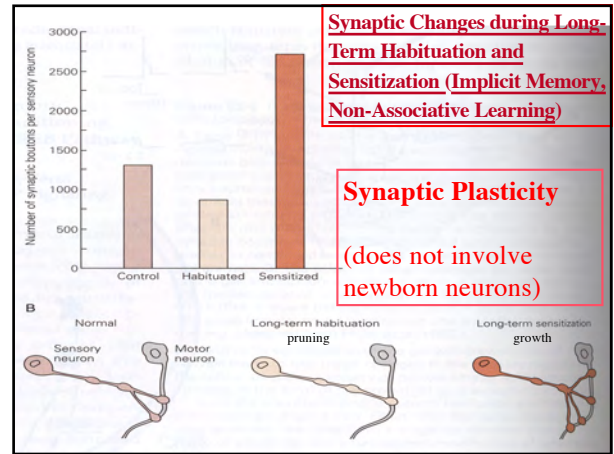 Synaptic Changes during Long-
Term Habituation and
Sensitization (Implicit Memory,
Non-Associative Learning)
Number of synaptic boutons per sensory neuron
3000
2500
2000
1500
1000
500
0
Control
Habituated
Sensitized
Synaptic Plasticity
(does not involve
newborn neurons)
B
Normal
Sensory
neuron
Motor
neuron
Long-term habituation
pruning
Long-term sensitization
growth